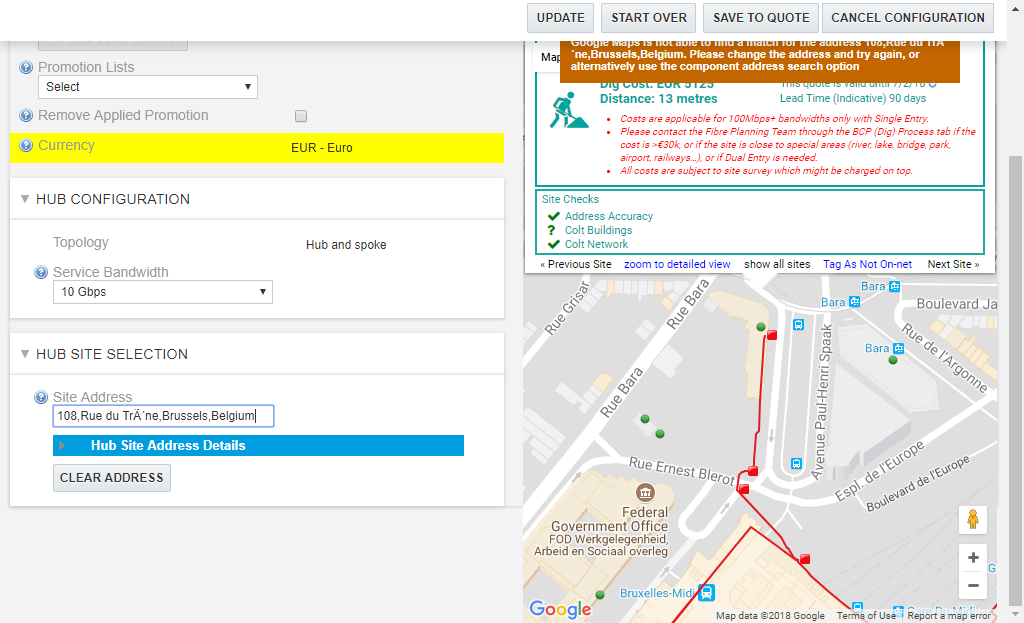 UPDATE START OVER SAVE TO QUOTE CANCEL CONFIGURATION
Promotion Lists
Select
Remove Applied Promotion
Currency EUR - Euro
HUB CONFIGURATION
Topology Hub and spoke
Service Bandwidth
10 Gbps
HUB SITE SELECTION
Site Address
108,Rue du TrÃ´ne,Brussels,Belgium
Hub Site Address Details
CLEAR ADDRESS
Google Maps is not able to find a match for the address 108,Rue du TrÃ
´ne,Brussels,Belgium. Please change the address and try again, or
alternatively use the component address search option
Map
Dig Cost: EUR 5125
Distance: 13 metres
This quote is valid until 7/2/18
Lead Time (Indicative) 90 days
Costs are applicable for 100Mbps+ bandwidths only with Single Entry.
Please contact the Fibre Planning Team through the BCP (Dig) Process tab if the
cost is >€30k, or if the site is close to special areas (river, lake, bridge, park,
airport, railways...), or if Dual Entry is needed.
All costs are subject to site survey which might be charged on top.
Site Checks
Address Accuracy
? Colt Buildings
Colt Network
« Previous Site zoom to detailed view show all sites Tag As Not On-net Next Site »
Rue Grisar
Rue Bara
Bara
Bara
Boulevard Ja
Rue de l'Argonne
Bara
Rue Bara
Avenue Paul-Henri Spaak
Rue Ernest Blerot
Espl. de l'Europe
Boulevard de l'Europe
Federal
Government Office
FOD Werkgelegenheid,
Arbeid en Sociaal overleg
Bruxelles-Midi
G
Gare Du Midi
+
−
Google
Map data ©2018 Google Terms of Use Report a map error